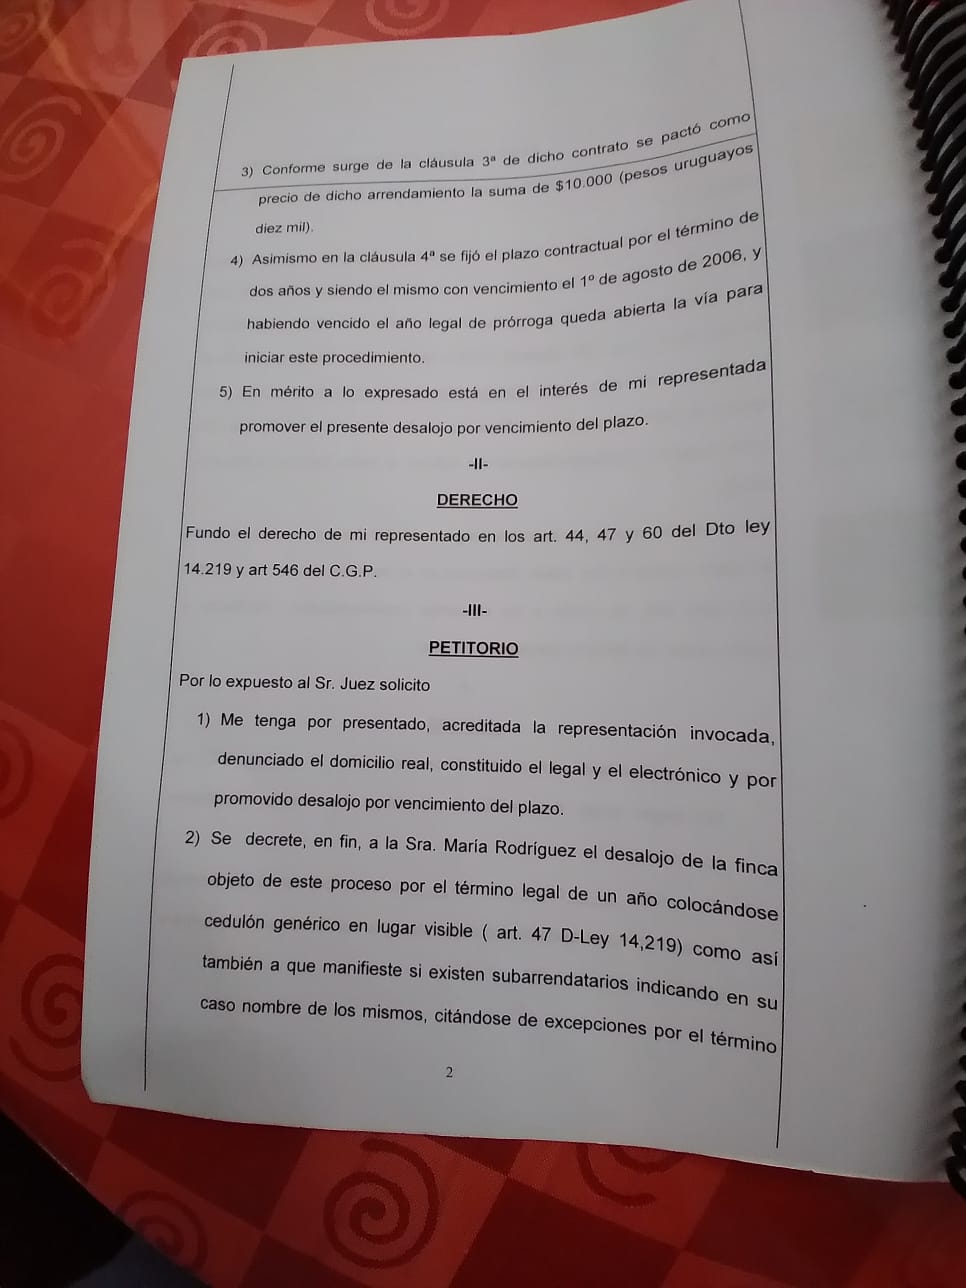 3) Conforme surge de la cláusula 3ª de dicho contrato se pactó como
precio de dicho arrendamiento la suma de $10.000 (pesos uruguayos
diez mil).
4) Asimismo en la cláusula 4ª se fijó el plazo contractual por el término de
dos años y siendo el mismo con vencimiento el 1º de agosto de 2006, y
habiendo vencido el año legal de prórroga queda abierta la vía para
iniciar este procedimiento.
5) En mérito a lo expresado está en el interés de mi representada
promover el presente desalojo por vencimiento del plazo.
-II-
DERECHO
Fundo el derecho de mi representado en los art. 44, 47 y 60 del Dto ley
14.219 y art 546 del C.G.P.
-III-
PETITORIO
Por lo expuesto al Sr. Juez solicito
1) Me tenga por presentado, acreditada la representación invocada,
denunciado el domicilio real, constituido el legal y el electrónico y por
promovido desalojo por vencimiento del plazo.
2) Se decrete, en fin, a la Sra. María Rodríguez el desalojo de la finca
objeto de este proceso por el término legal de un año colocándose
cedulón genérico en lugar visible ( art. 47 D-Ley 14,219) como así
también a que manifieste si existen subarrendatarios indicando en su
caso nombre de los mismos, citándose de excepciones por el término
2